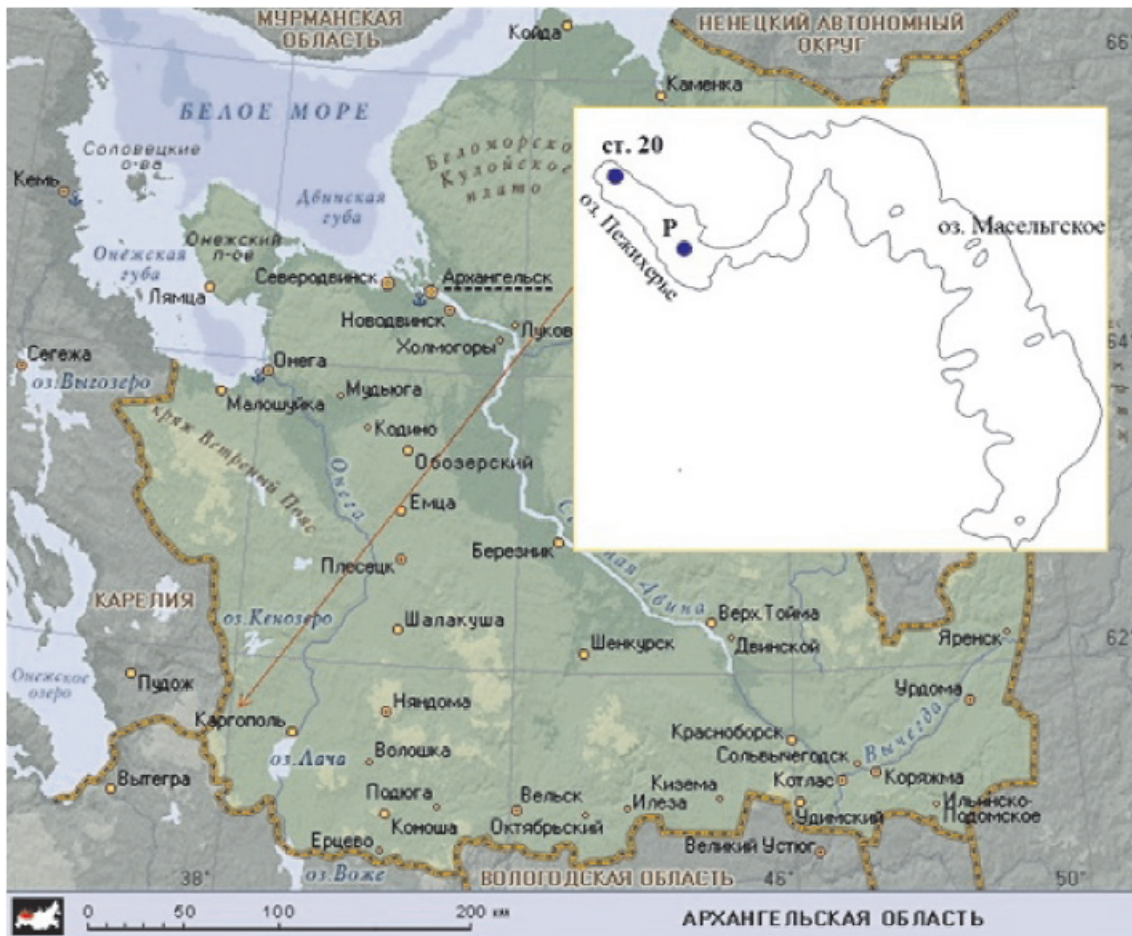 МУРМАНСКАЯ
ОБЛАСТЬ
НЕНЕЦКИЙ АВТОНОМНЫЙ
ОКРУГ
66°
Койда
Каменка
БЕЛОЕ МОРЕ
Соловецкие
о-ва
Кемь
Беломорско
Кулойское
плато
Двинская
губа
Онежский
п-ов
Онежская
губа
Северодвинск
Архангельск
Лямца
Новодвинск
Холмогоры
Луков
64°
кряж
Сегежа
оз.Выгозеро
Онега
Малошуйка
Мудьюга
кряж Ветреный Пояс
Кодино
Обозерский
Онега
Емца
Березник
Плесецк
КАРЕЛИЯ
оз.Кенозеро
Шалакуша
ная Двина
Верх.Тойма
Двинской
Шенкурск
Яренск
62°
Онежское
озеро
Пудож
Няндома
Урдома
Каргополь
оз.Лача
Волошка
Красноборск
Сольвычегодск
Вычегда
Вытегра
Котлас
Коряжма
Подюга
Коноша
Вельск
Октябрьский
Кизема
Илеза
Удимский
Ильинско-
Подомское
Ерцево
Великий Устюг
38°
оз.Воже
ВОЛОГОДСКАЯ ОБЛАСТЬ
46°
50°
0 50 100 200 км
АРХАНГЕЛЬСКАЯ ОБЛАСТЬ
ст. 20
Р
оз. Пежихерье
оз. Масельгское